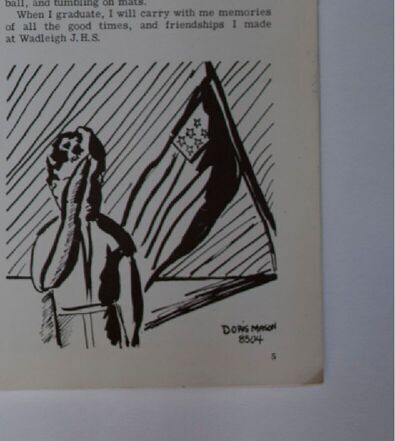 ball, and tumbling on mats.
When I graduate, I will carry with me memories
of all the good times, and friendships I made
at Wadleigh J.H.S.
DORIS MASON
8504
5